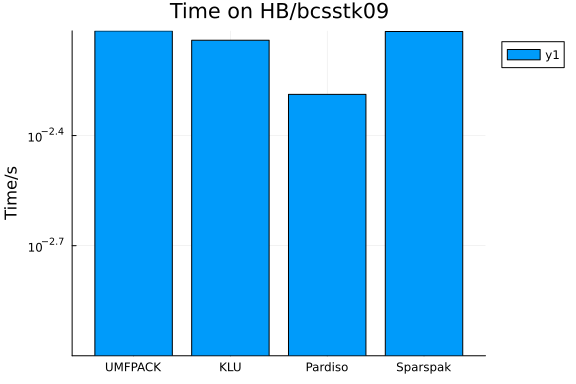 Time on HB/bcsstk09
y1
Time/s
10^−2.4
10^−2.7
UMFPACK KLU Pardiso Sparspak